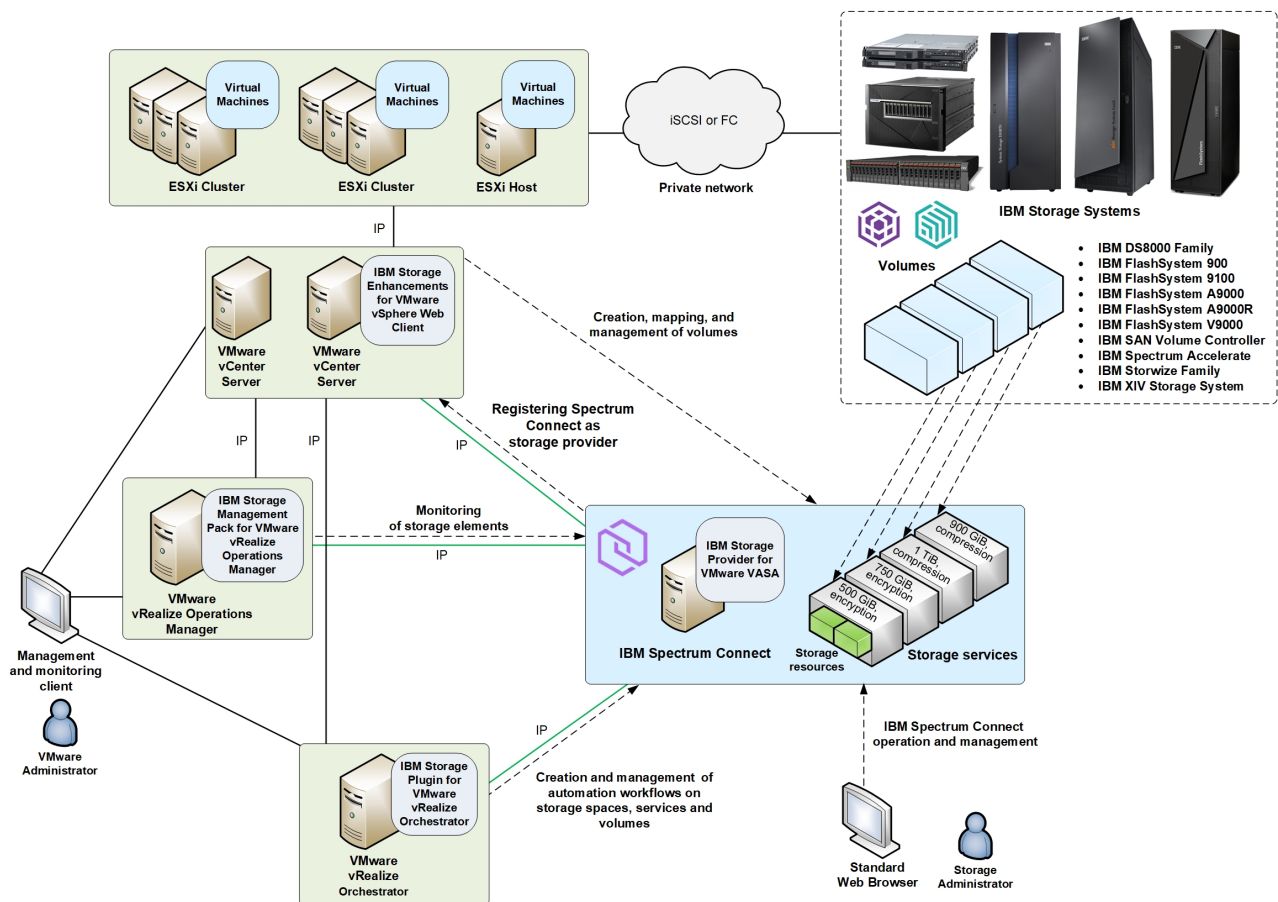 Virtual
Machines
Virtual
Machines
Virtual
Machines
ESXi Cluster
ESXi Cluster
ESXi Host
iSCSI or FC
Private network
IBM Storage Systems
Volumes
• IBM DS8000 Family
• IBM FlashSystem 900
• IBM FlashSystem 9100
• IBM FlashSystem A9000
• IBM FlashSystem A9000R
• IBM FlashSystem V9000
• IBM SAN Volume Controller
• IBM Spectrum Accelerate
• IBM Storwize Family
• IBM XIV Storage System
IP
IBM Storage
Enhancements
for VMware
vSphere Web
Client
VMware
vCenter
Server
VMware
vCenter
Server
Creation, mapping, and
management of volumes
Registering Spectrum
Connect as
storage provider
IP
IP
IP
IBM Storage
Management
Pack for VMware
vRealize
Operations
Manager
VMware
vRealize Operations
Manager
Monitoring
of storage elements
IP
IBM Storage
Provider for
VMware VASA
IBM Spectrum Connect
900 GiB,
compression
1 TiB,
compression
750 GiB,
encryption
500 GiB,
encryption
Storage
resources
Storage services
Management
and monitoring
client
VMware
Administrator
IP
IBM Storage
Plugin for
VMware
vRealize
Orchestrator
VMware
vRealize
Orchestrator
Creation and management of
automation workflows on
storage spaces, services and
volumes
IBM Spectrum Connect
operation and management
Standard
Web Browser
Storage
Administrator